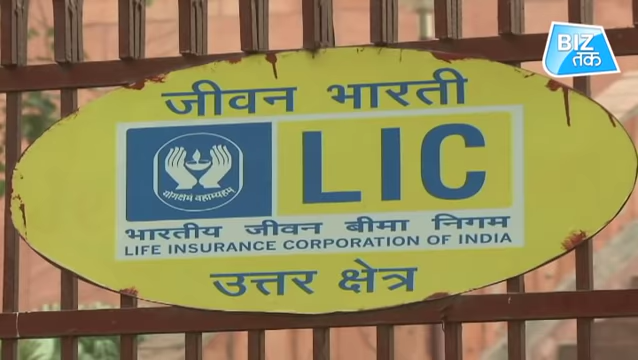 BIZ
तक
जीवन भारती
LIC
योगक्षेमं वहाम्यहम्
भारतीय जीवन बीमा निगम
LIFE INSURANCE CORPORATION OF INDIA
उत्तर क्षेत्र